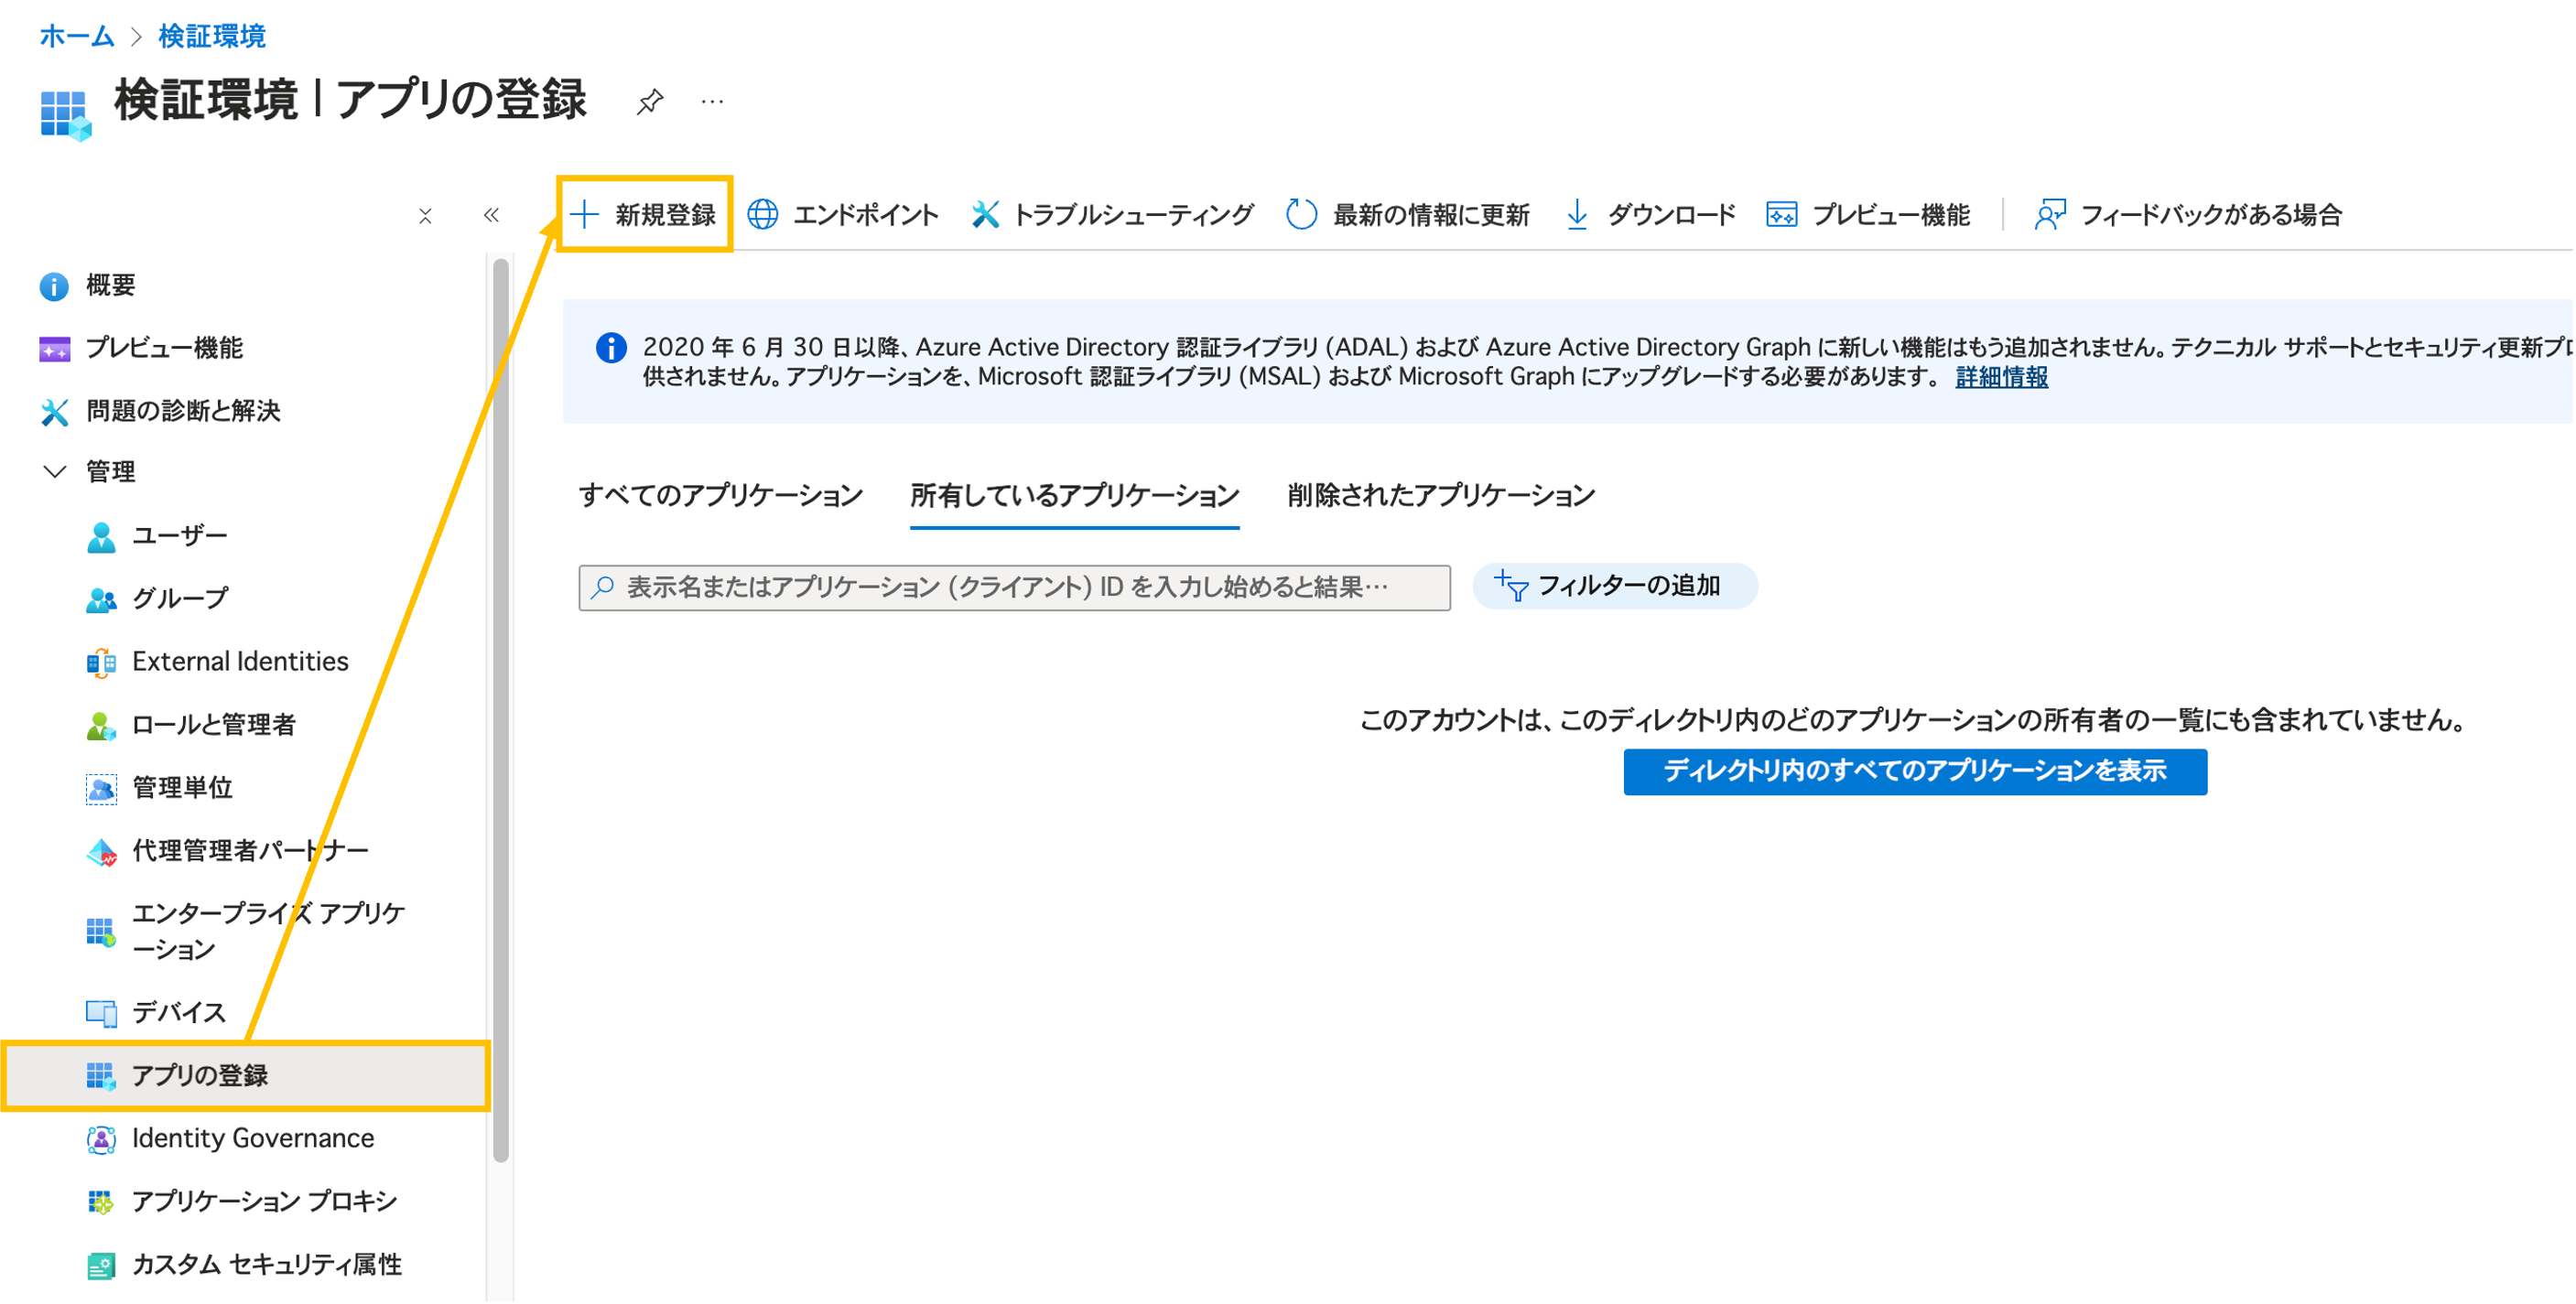 ホーム > 検証環境
検証環境 | アプリの登録
新規登録
エンドポイント
トラブルシューティング
最新の情報に更新
ダウンロード
プレビュー機能
フィードバックがある場合
概要
プレビュー機能
問題の診断と解決
管理
ユーザー
グループ
External Identities
ロールと管理者
管理単位
代理管理者パートナー
エンタープライズ アプリケ
ーション
デバイス
アプリの登録
Identity Governance
アプリケーション プロキシ
カスタム セキュリティ属性
2020 年 6 月 30 日以降、Azure Active Directory 認証ライブラリ (ADAL) および Azure Active Directory Graph に新しい機能はもう追加されません。テクニカル サポートとセキュリティ更新プロ
供されません。アプリケーションを、Microsoft 認証ライブラリ (MSAL) および Microsoft Graph にアップグレードする必要があります。 詳細情報
すべてのアプリケーション
所有しているアプリケーション
削除されたアプリケーション
表示名またはアプリケーション (クライアント) ID を入力し始めると結果…
フィルターの追加
このアカウントは、このディレクトリ内のどのアプリケーションの所有者の一覧にも含まれていません。
ディレクトリ内のすべてのアプリケーションを表示